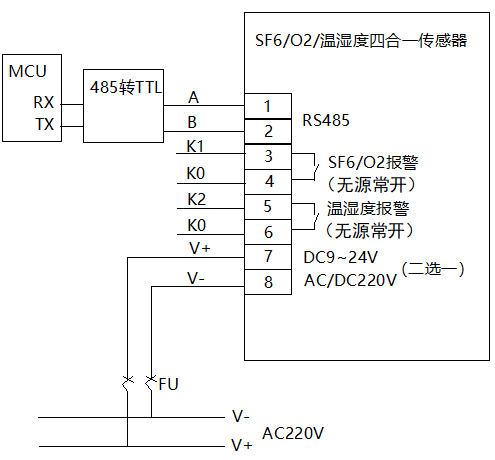 SF6/O2/温湿度四合一传感器
MCU
RX
TX
485转TTL
A
B
K1
K0
K2
K0
V+
V-
1
2
3
4
5
6
7
8
RS485
SF6/O2报警
（无源常开）
温湿度报警
（无源常开）
DC9~24V
AC/DC220V
(二选一)
FU
V-
V+
AC220V